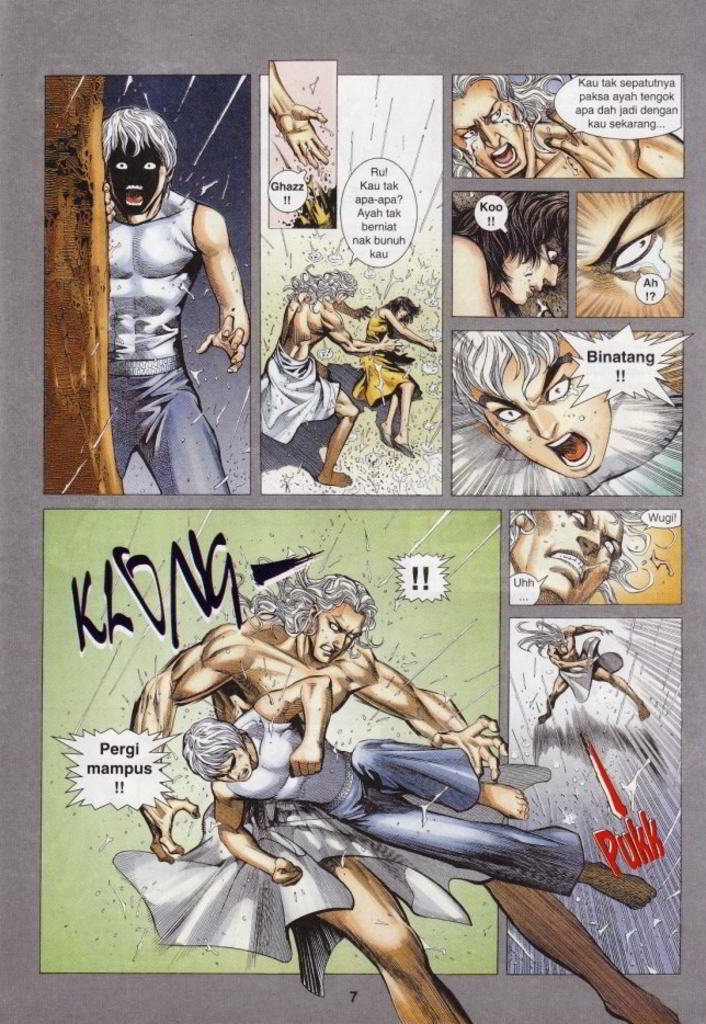 Ghazz
!!
Ru!
Kau tak
apa-apa?
Ayah tak
berniat
nak bunuh
kau
Kau tak sepatutnya
paksa ayah tengok
apa dah jadi dengan
kau sekarang...
Koo
!!
Ah
!?
Binatang
!!
KLONG
!!
Pergi
mampus
!!
Wugi!
Uhh
...
PUKK
7